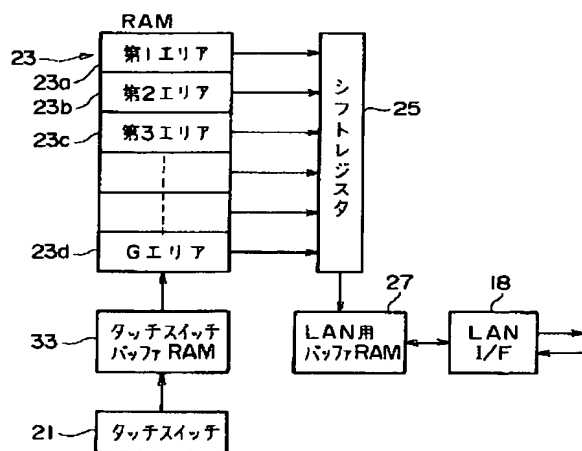 RAM
23
23a
第1エリア
23b
第2エリア
23c
第3エリア
23d
Gエリア
シフトレジスタ
25
27
18
33
タッチスイッチ
バッファRAM
LAN用
バッファRAM
LAN
I/F
21
タッチスイッチ